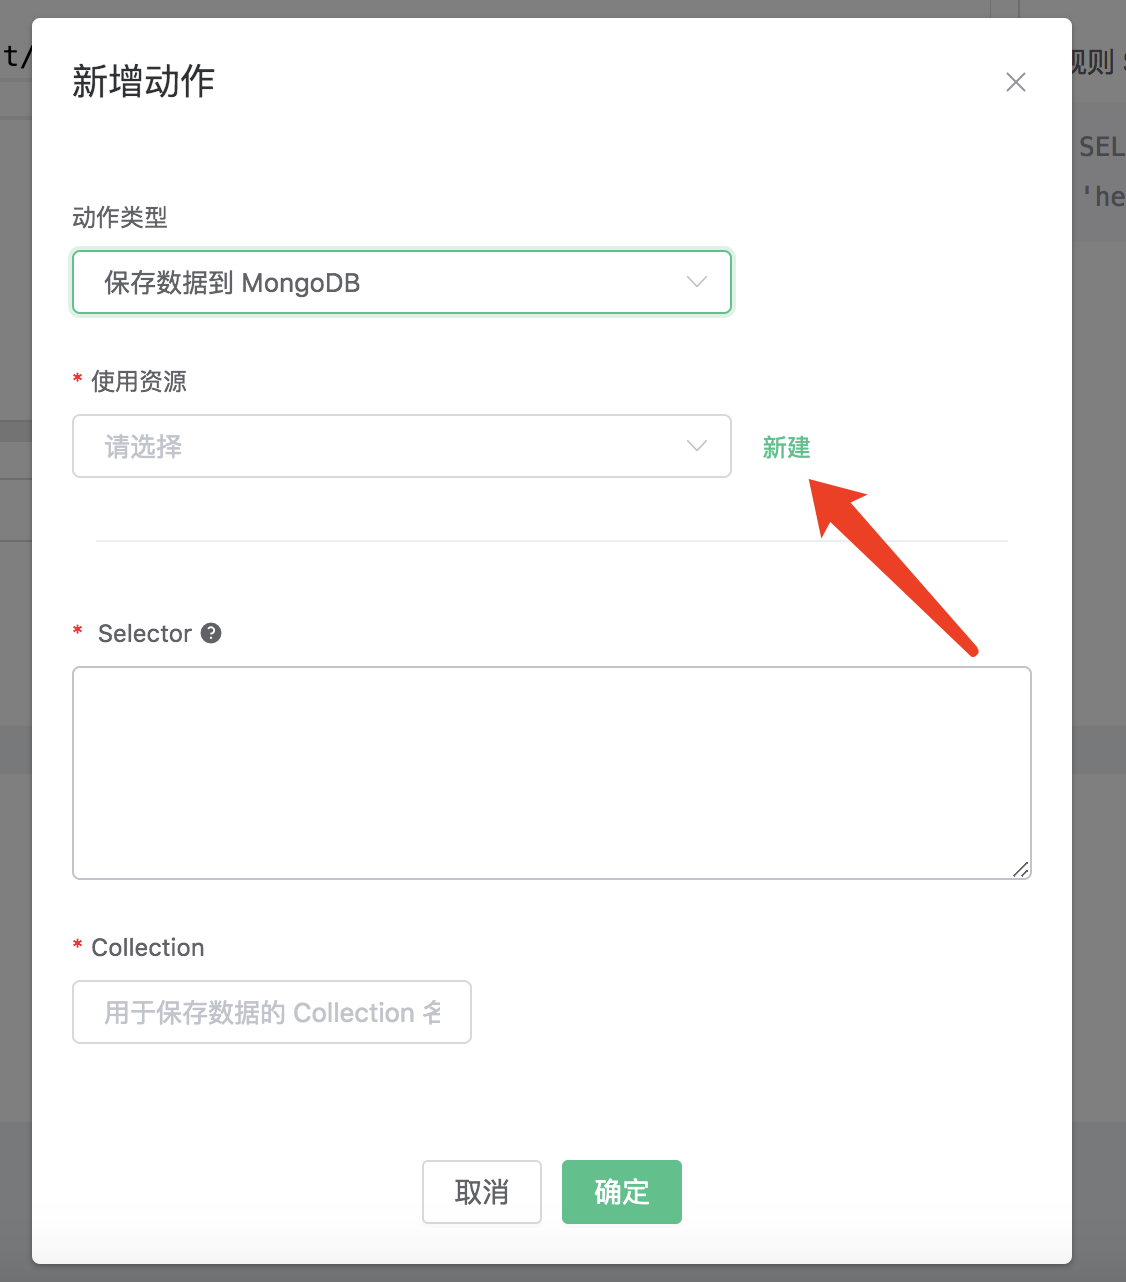 t/
新增动作
规则 S
SEL
'he
动作类型
保存数据到 MongoDB
* 使用资源
请选择
新建
* Selector ?
* Collection
用于保存数据的 Collection 名
取消
确定